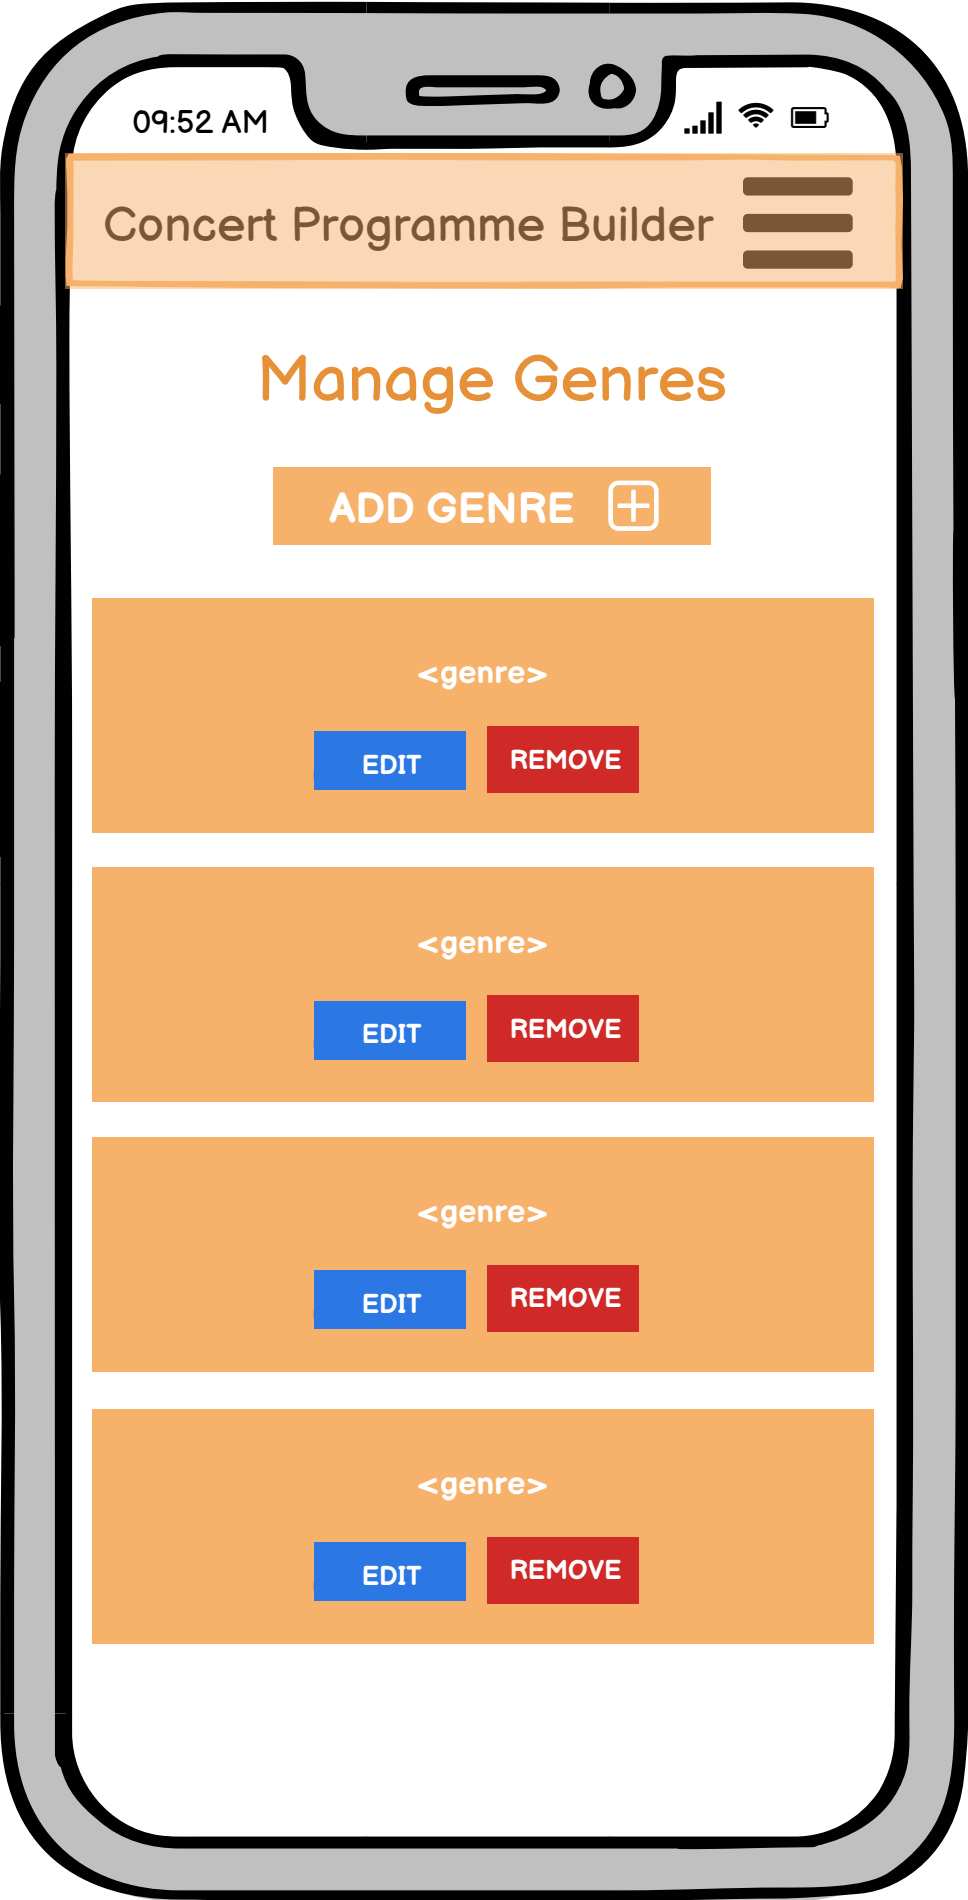 09:52 AM
Concert Programme Builder
Manage Genres
ADD GENRE
<genre>
EDIT REMOVE
<genre>
EDIT REMOVE
<genre>
EDIT REMOVE
<genre>
EDIT REMOVE